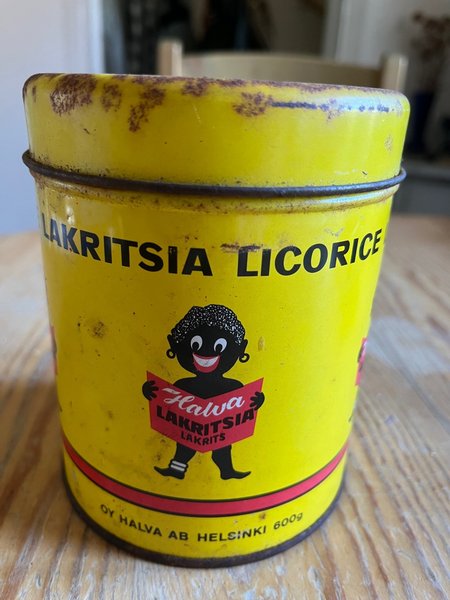 LAKRITSIA LICORICE
Halva
LAKRITSIA
LAKRITS
OY HALVA AB HELSINKI 600g